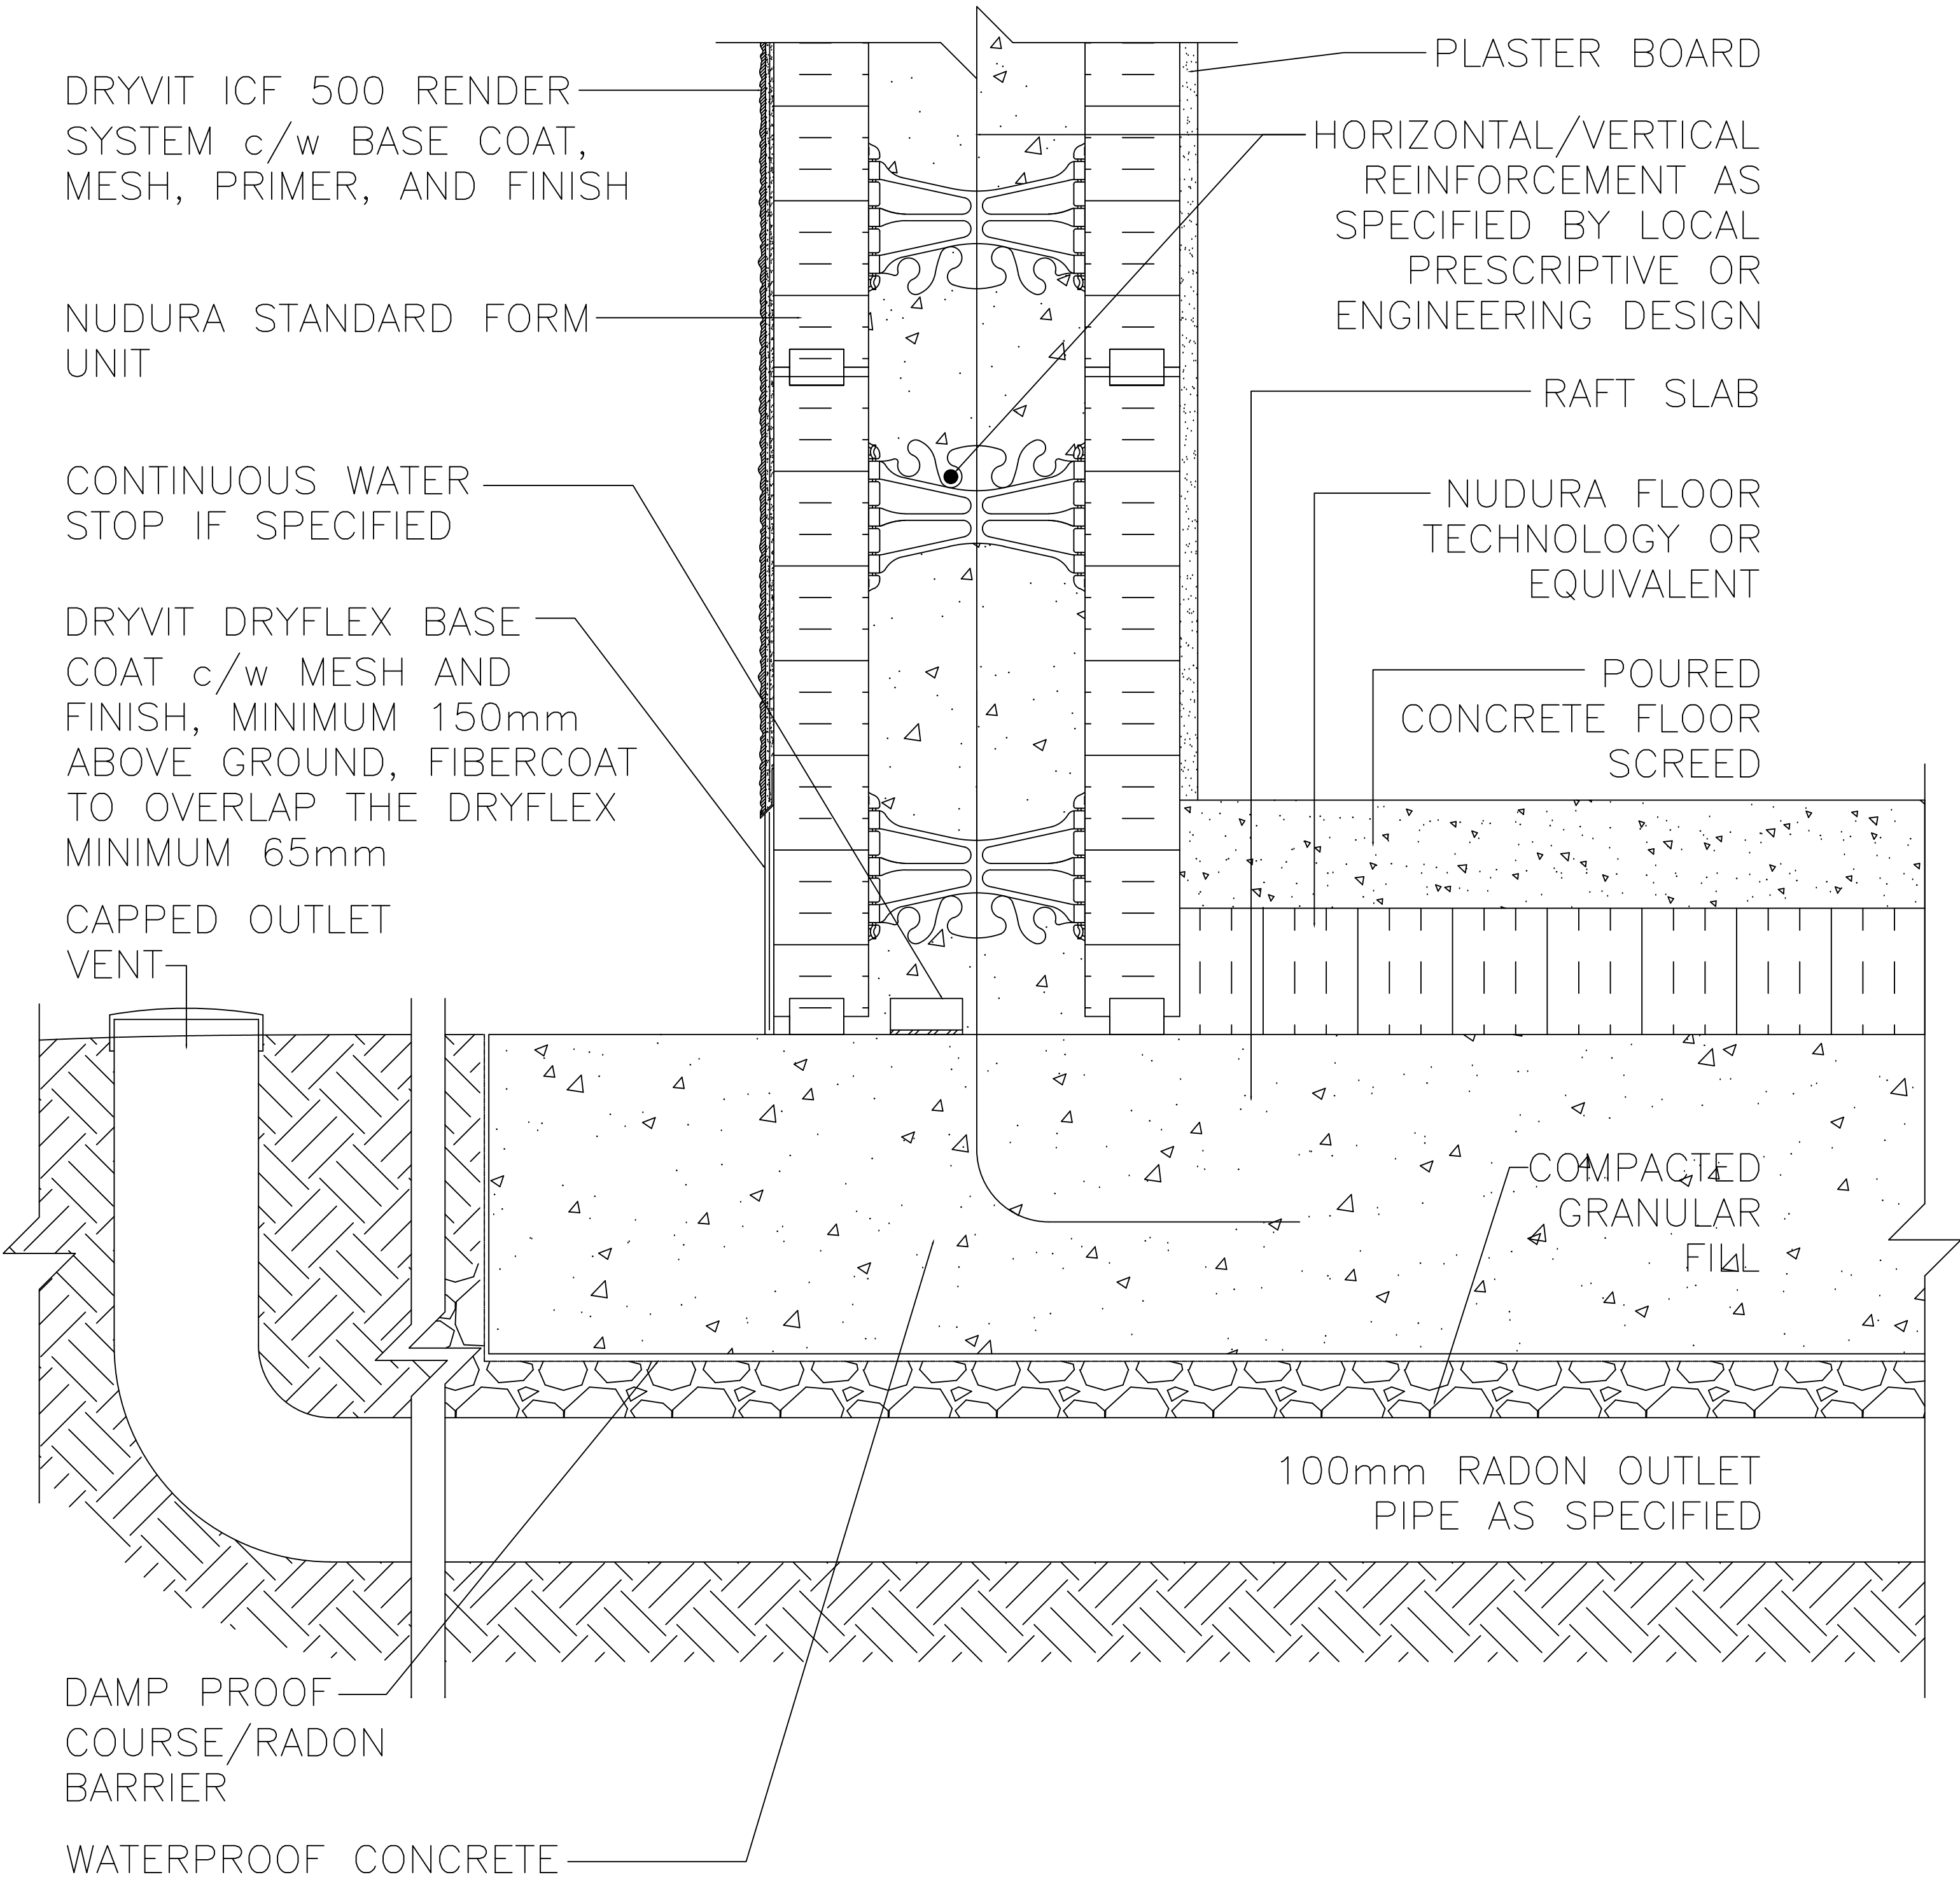 DRYVIT ICF 500 RENDER
SYSTEM c/w BASE COAT,
MESH, PRIMER, AND FINISH
NUDURA STANDARD FORM
UNIT
CONTINUOUS WATER
STOP IF SPECIFIED
DRYVIT DRYFLEX BASE
COAT c/w MESH AND
FINISH, MINIMUM 150mm
ABOVE GROUND, FIBERCOAT
TO OVERLAP THE DRYFLEX
MINIMUM 65mm
CAPPED OUTLET
VENT
PLASTER BOARD
HORIZONTAL/VERTICAL
REINFORCEMENT AS
SPECIFIED BY LOCAL
PRESCRIPTIVE OR
ENGINEERING DESIGN
RAFT SLAB
NUDURA FLOOR
TECHNOLOGY OR
EQUIVALENT
POURED
CONCRETE FLOOR
SCREED
COMPACTED
GRANULAR
FILL
100mm RADON OUTLET
PIPE AS SPECIFIED
DAMP PROOF
COURSE/RADON
BARRIER
WATERPROOF CONCRETE